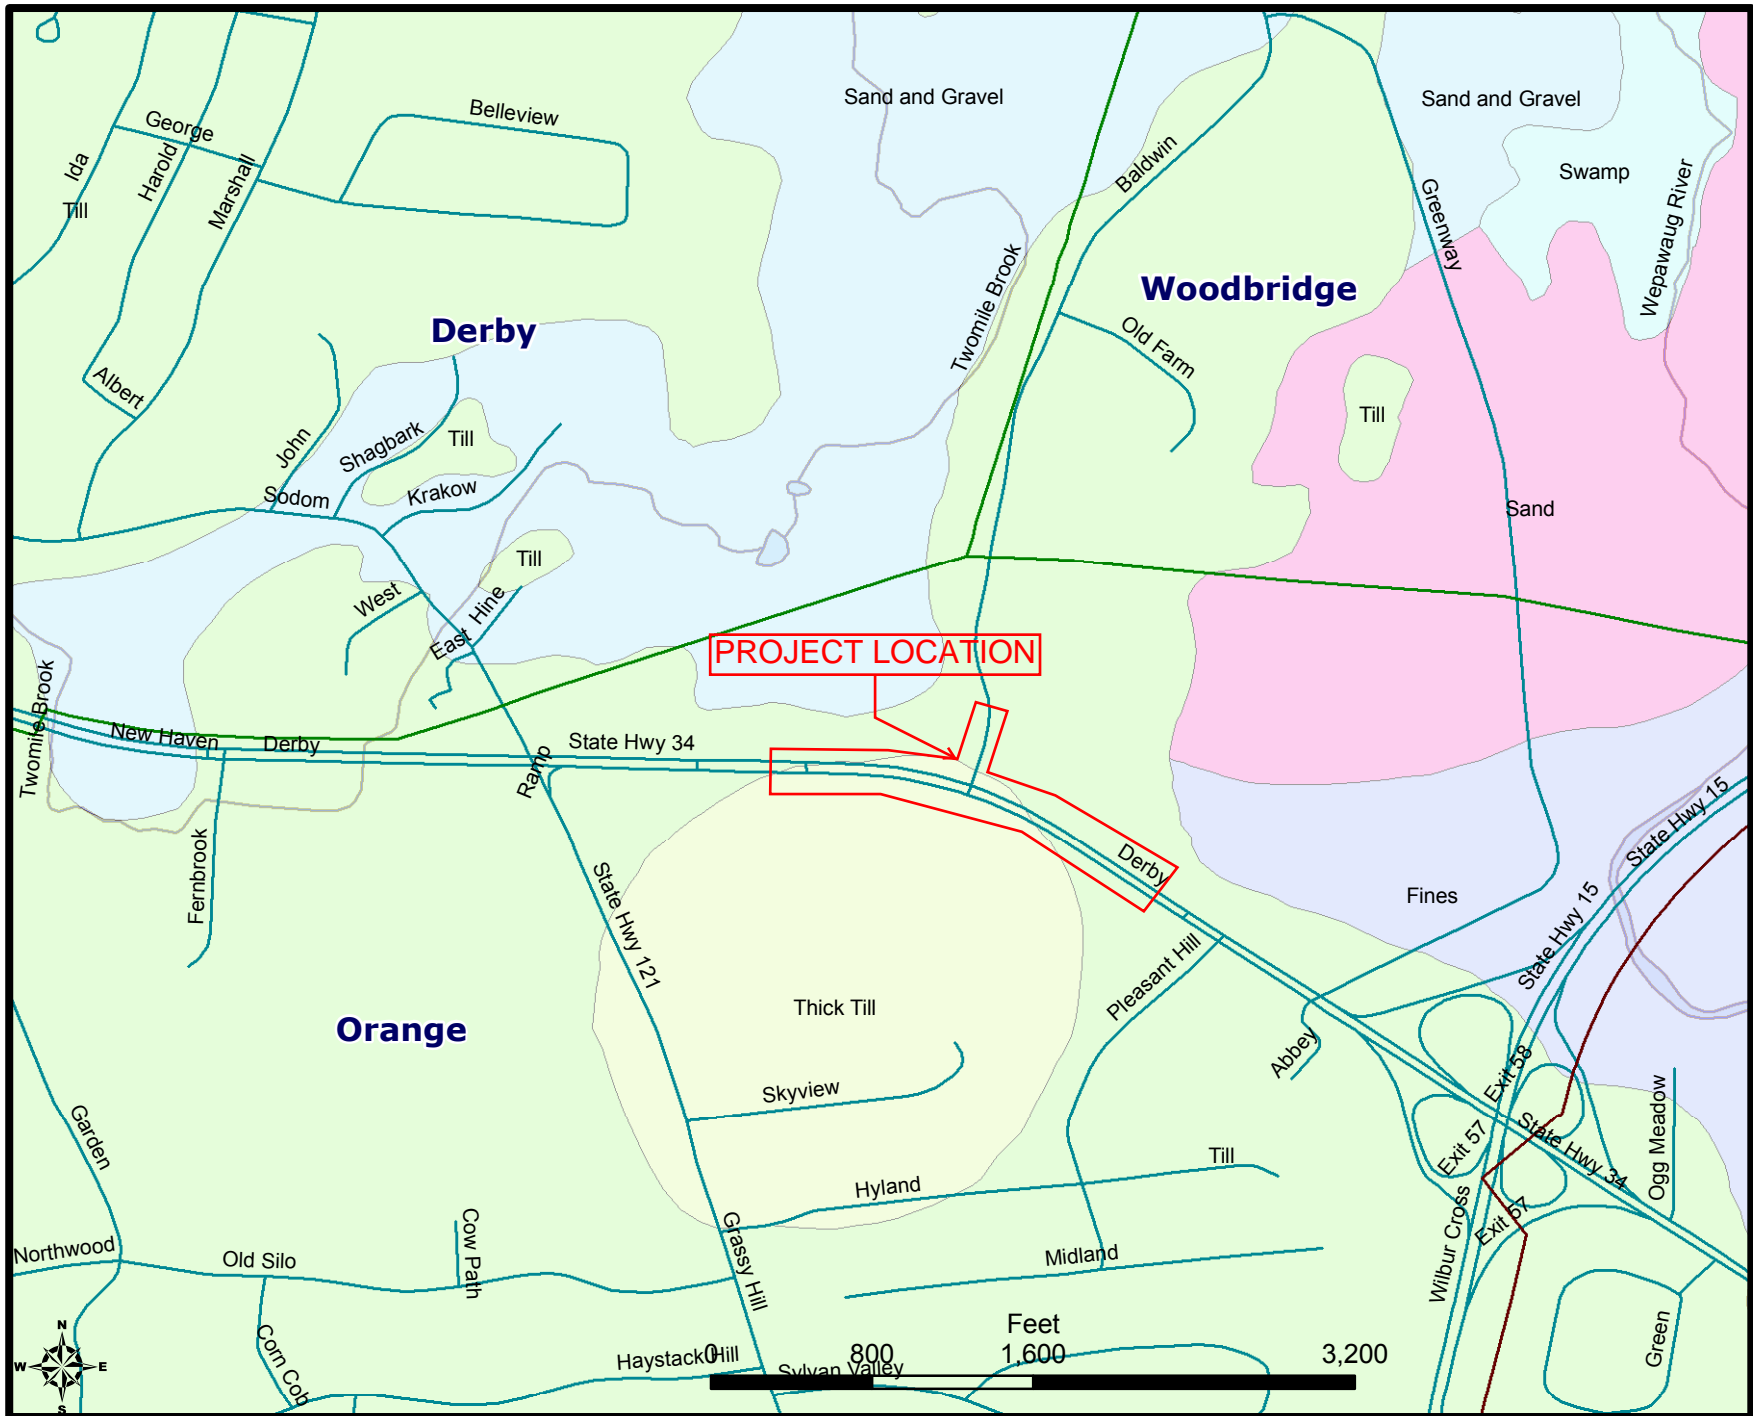 Sand and Gravel
Sand and Gravel
Belleview
George
Ida
Harold
Marshall
Till
Baldwin
Swamp
Greenway
Wepawaug River
Twomile Brook
Woodbridge
Derby
Old Farm
Albert
John
Shagbark
Till
Till
Krakow
Sodom
Sand
Till
West
East
Hine
PROJECT LOCATION
Twomile Brook
New Haven
Derby
State Hwy 34
Ramp
State Hwy 15
Fernbrook
Derby
Fines
State Hwy 15
State Hwy 121
Pleasant Hill
Thick Till
Orange
Abbey
Skyview
Exit 58
Garden
Exit 57
State Hwy 34
Ogg Meadow
Till
Hyland
Exit 57
Wilbur Cross
Northwood
Old Silo
Cow Path
Grassy Hill
Midland
Feet
0
800
1,600
3,200
Corn Cob
Haystack Hill
Sylvan Valley
Green
N
W
E
S